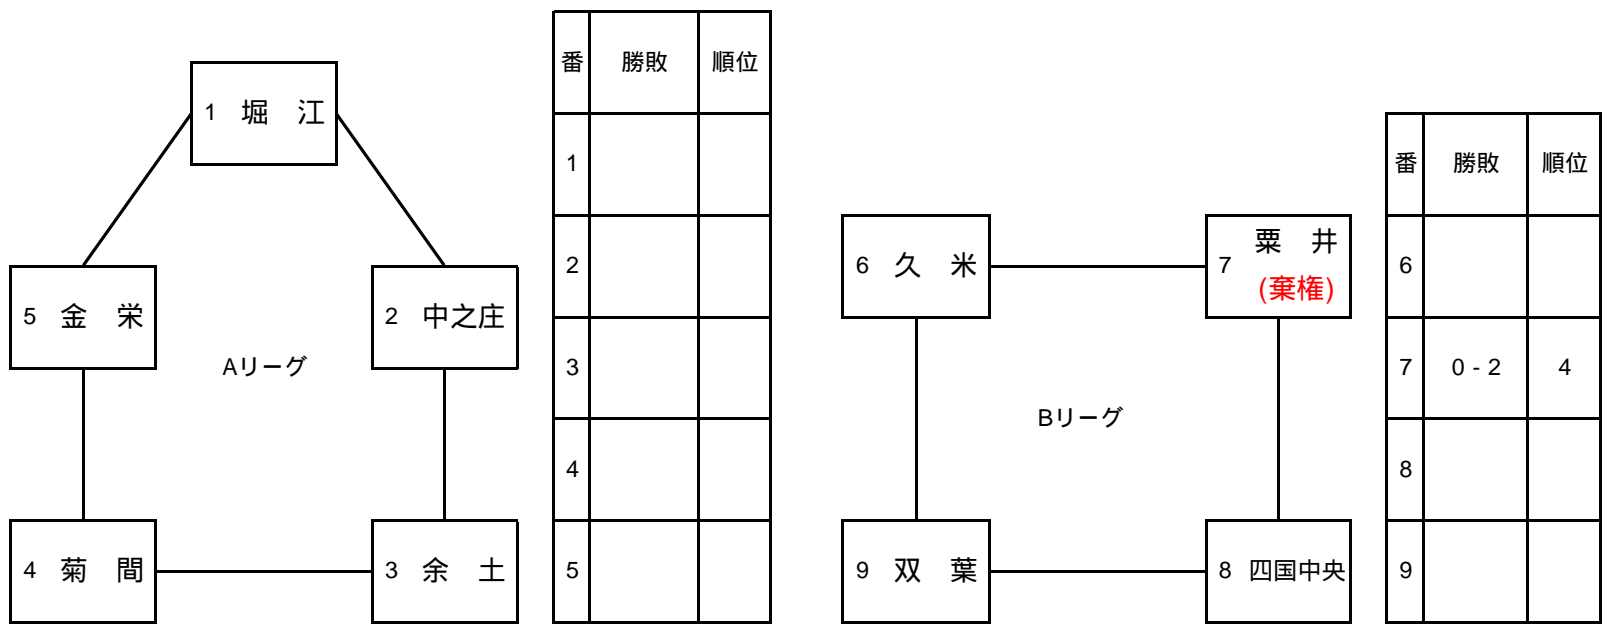 番 勝敗 順位
1 堀　江
1
2
5 金　栄
2 中之庄
Aリーグ
3
4
4 菊　間
3 余　土
5
番 勝敗 順位
6 久　米
7 粟　井
(棄権)
6
7 0 - 2 4
Bリーグ
8
9 双　葉
8 四国中央
9